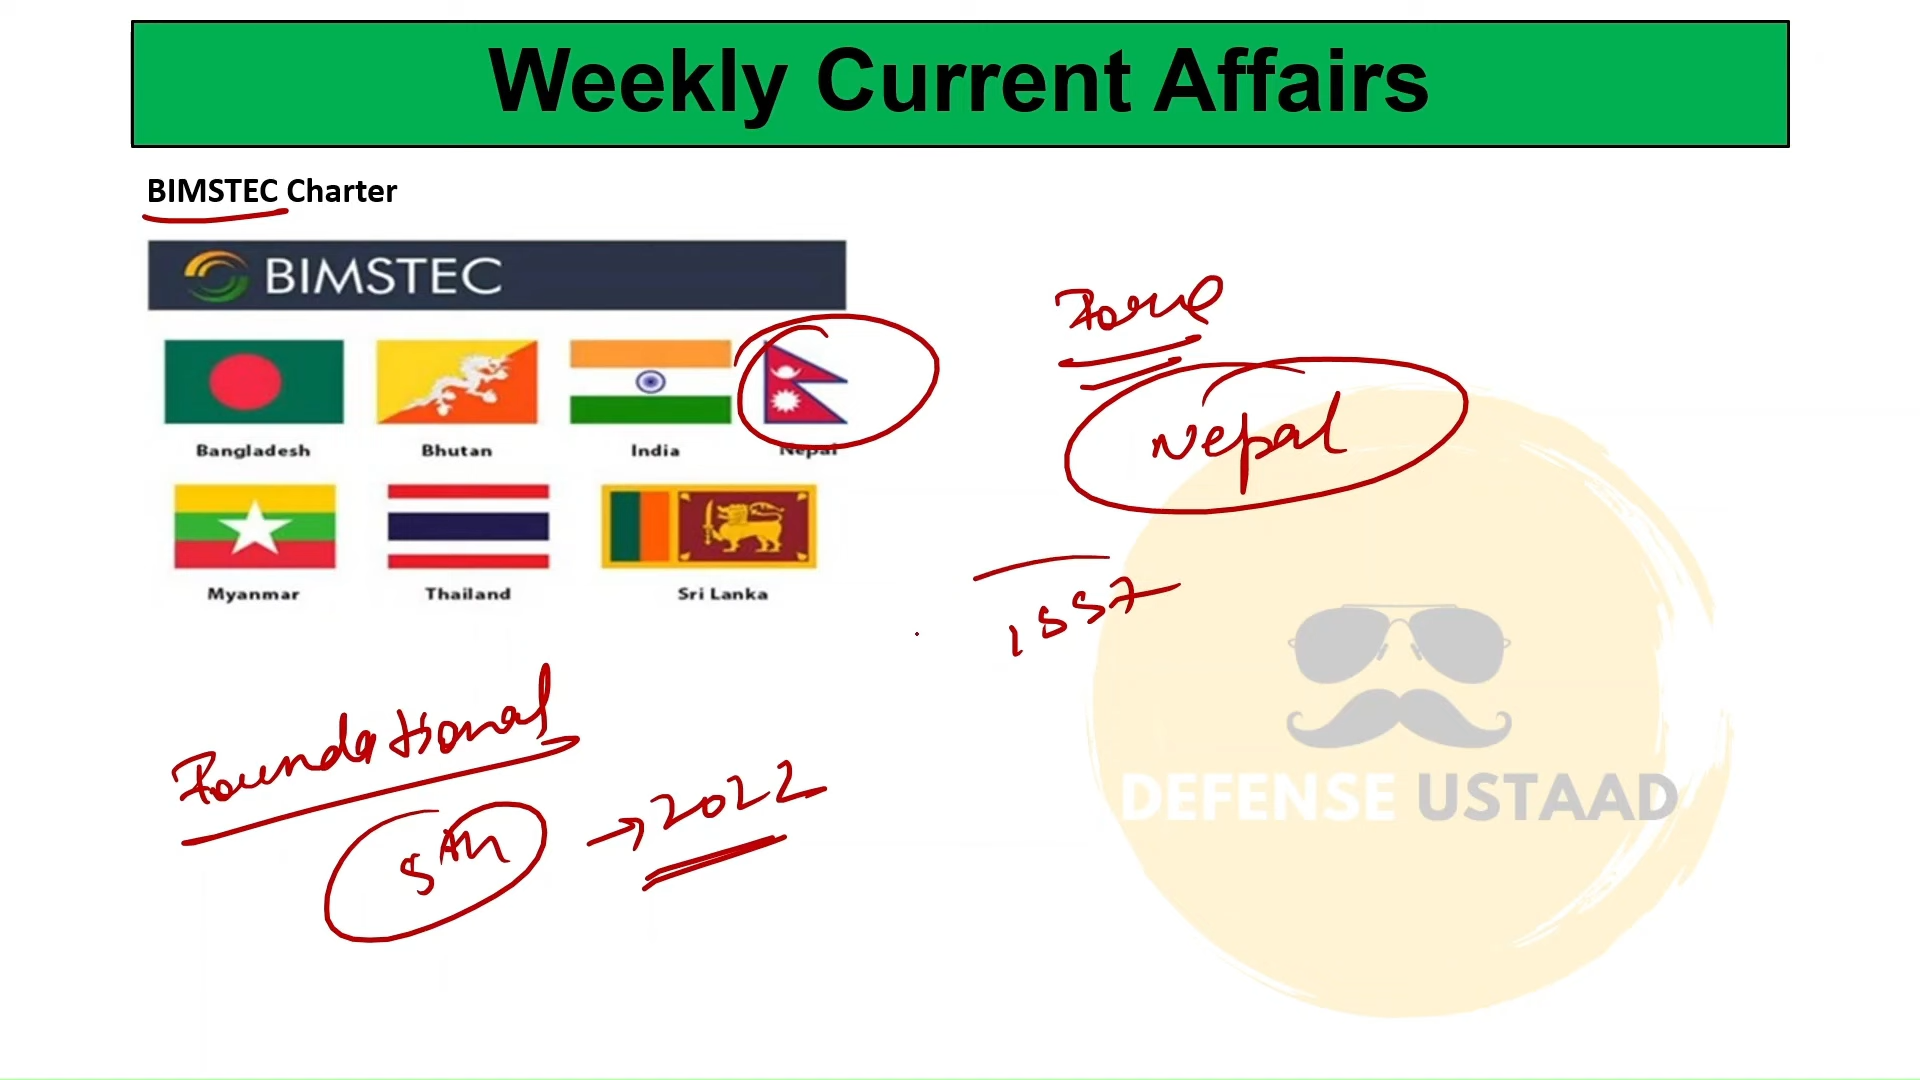 Weekly Current Affairs
BIMSTEC Charter
BIMSTEC
Bangladesh Bhutan India Nepal
Myanmar Thailand Sri Lanka
Nepal
Foundational
5th → 2022
DEFENSE USTAAD